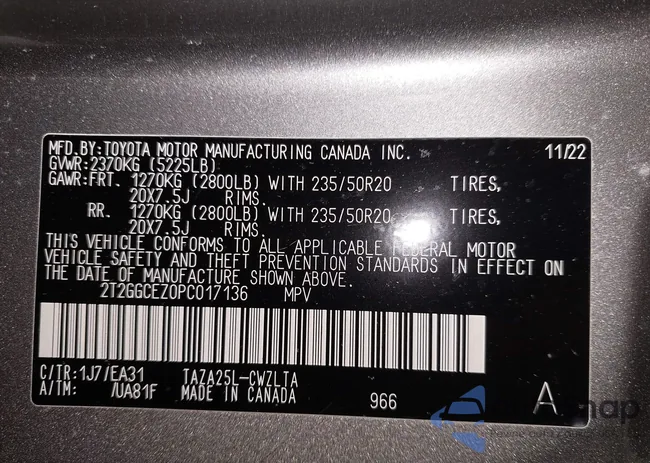 MFD.BY:TOYOTA MOTOR MANUFACTURING CANADA INC. 11/22
GVWR:2370KG (5225LB)
GAWR:FRT. 1270KG (2800LB) WITH 235/50R20 TIRES,
20X7.5J RIMS.
RR. 1270KG (2800LB) WITH 235/50R20 TIRES,
20X7.5J RIMS.
THIS VEHICLE CONFORMS TO ALL APPLICABLE FEDERAL MOTOR
VEHICLE SAFETY AND THEFT PREVENTION STANDARDS IN EFFECT ON
THE DATE OF MANUFACTURE SHOWN ABOVE.
2T2GGCEZ0PC017136 MPV
C/TR:1J7/EA31 TAZA25L-CWZLTA
A/TM: /UA81F MADE IN CANADA 966 A